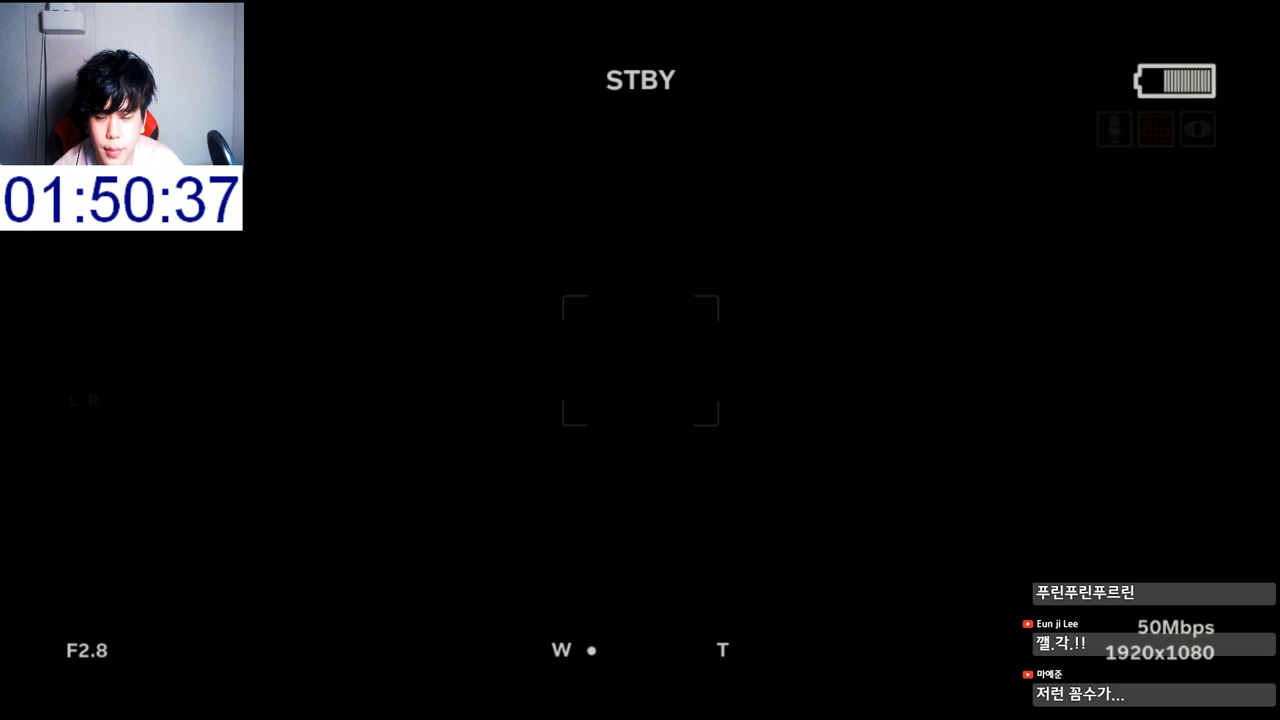 STBY
01:50:37
L R
푸린푸린푸르린
Eun ji Lee
50Mbps
깰.각.!!
1920x1080
F2.8
W
T
마예준
저런 꼼수가...